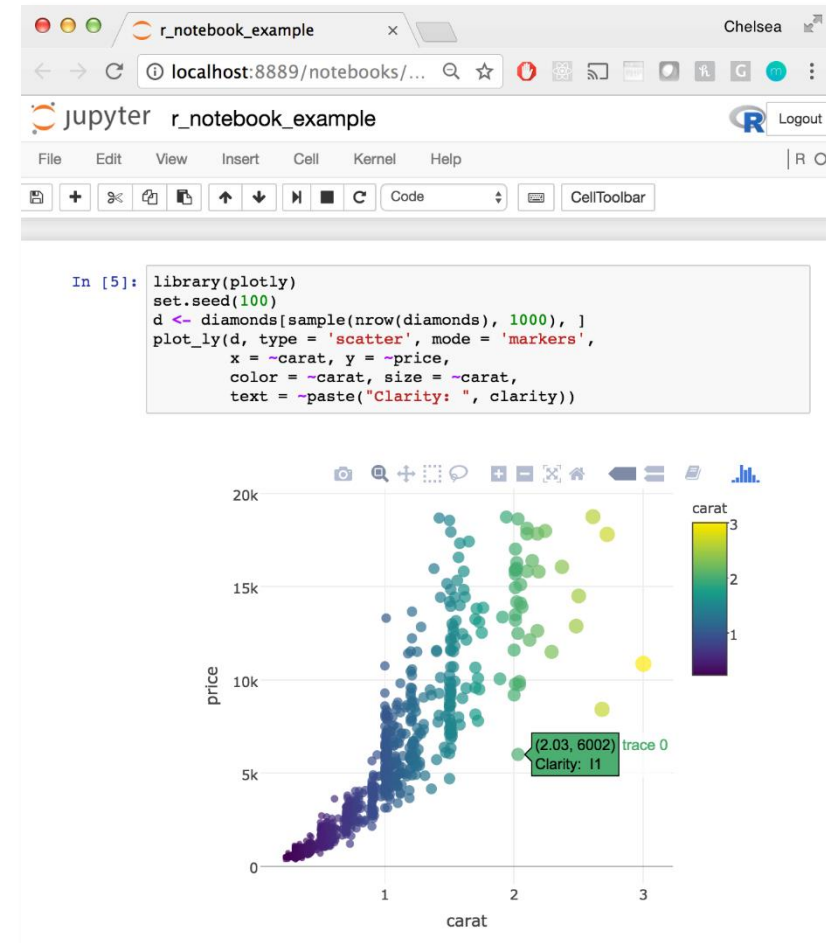 r_notebook_example
Chelsea
localhost:8889/notebooks/...
jupyter r_notebook_example
R
Logout
File Edit View Insert Cell Kernel Help
R O
Code
CellToolbar
In [5]:
library(plotly)
set.seed(100)
d <- diamonds[sample(nrow(diamonds), 1000), ]
plot_ly(d, type = 'scatter', mode = 'markers',
x = ~carat, y = ~price,
color = ~carat, size = ~carat,
text = ~paste("Clarity: ", clarity))
20k
15k
10k
5k
0
price
carat
3
2
1
(2.03, 6002) trace 0
Clarity: I1
1 2 3
carat